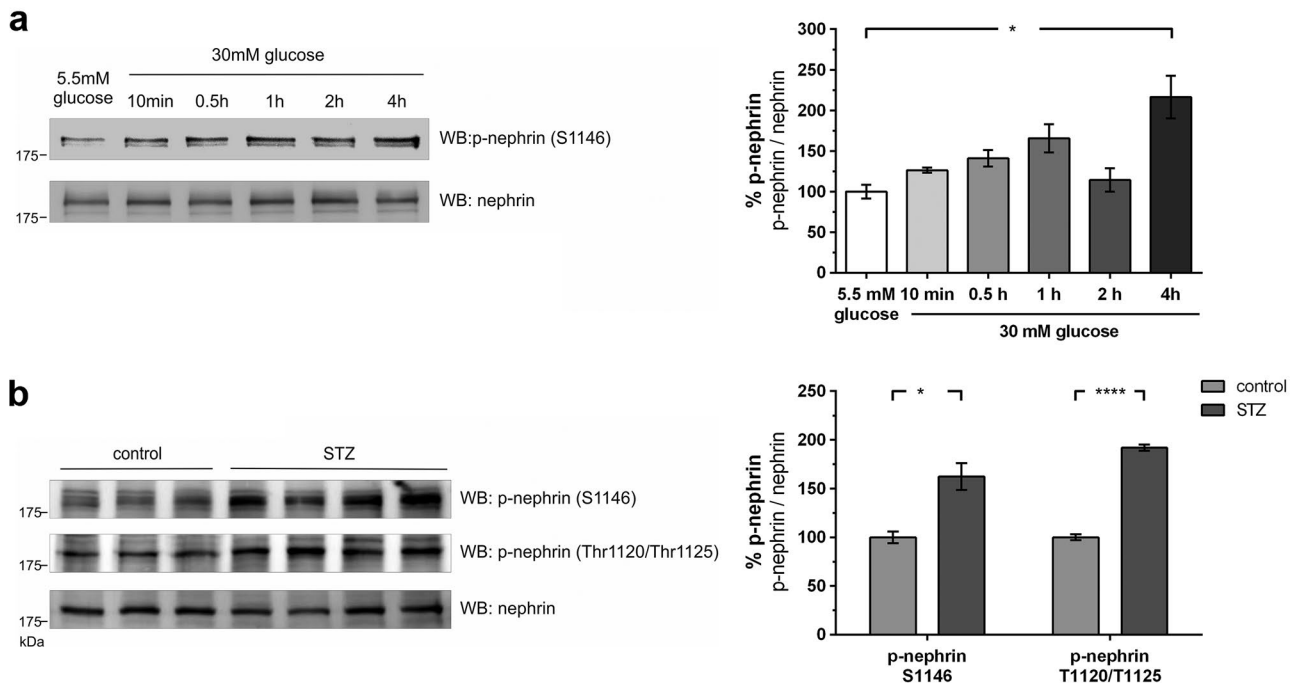 a
30mM glucose
5.5mM
glucose
10min 0.5h 1h 2h 4h
WB:p-nephrin (S1146)
175
WB: nephrin
175
% p-nephrin
p-nephrin / nephrin
300
250
200
150
100
50
0
*
5.5 mM 10 min 0.5 h 1 h 2 h 4h
glucose
30 mM glucose
b
control STZ
WB: p-nephrin (S1146)
175
WB: p-nephrin (Thr1120/Thr1125)
175
WB: nephrin
175
kDa
% p-nephrin
p-nephrin / nephrin
250
200
150
100
50
0
* ****
control
STZ
p-nephrin p-nephrin
S1146 T1120/T1125